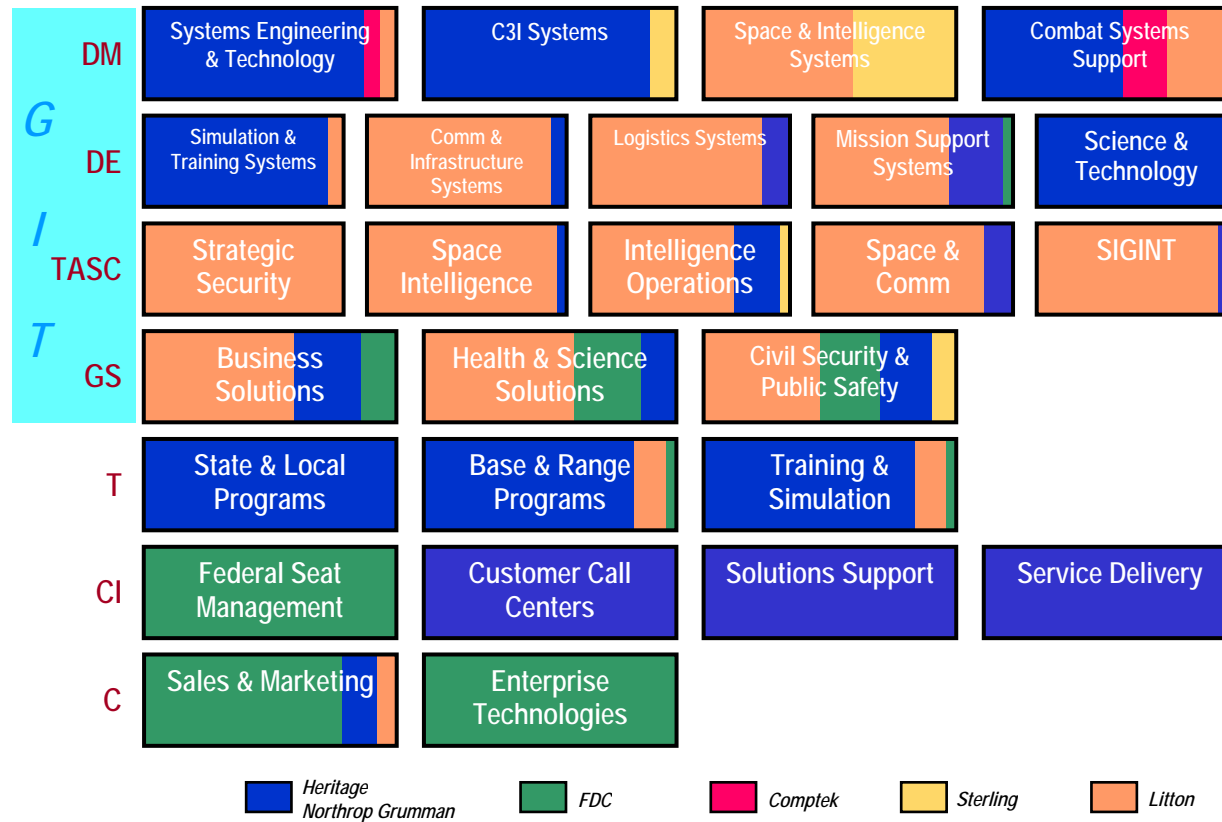 DM
Systems Engineering
& Technology
C3I Systems
Space & Intelligence
Systems
Combat Systems
Support
G
DE
Simulation &
Training Systems
Comm &
Infrastructure
Systems
Logistics Systems
Mission Support
Systems
Science &
Technology
I
TASC
Strategic
Security
Space
Intelligence
Intelligence
Operations
Space &
Comm
SIGINT
T
GS
Business
Solutions
Health & Science
Solutions
Civil Security &
Public Safety
T
State & Local
Programs
Base & Range
Programs
Training &
Simulation
CI
Federal Seat
Management
Customer Call
Centers
Solutions Support
Service Delivery
C
Sales & Marketing
Enterprise
Technologies
Heritage
Northrop Grumman
FDC
Comptek
Sterling
Litton